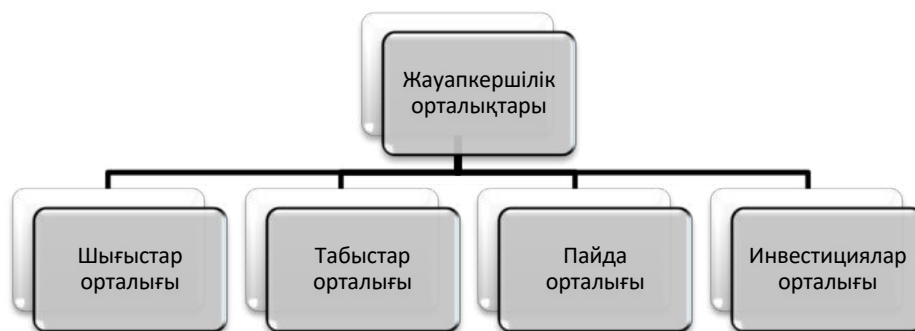 Жауапкершілік
орталықтары
Шығыстар
орталығы
Табыстар
орталығы
Пайда
орталығы
Инвестициялар
орталығы